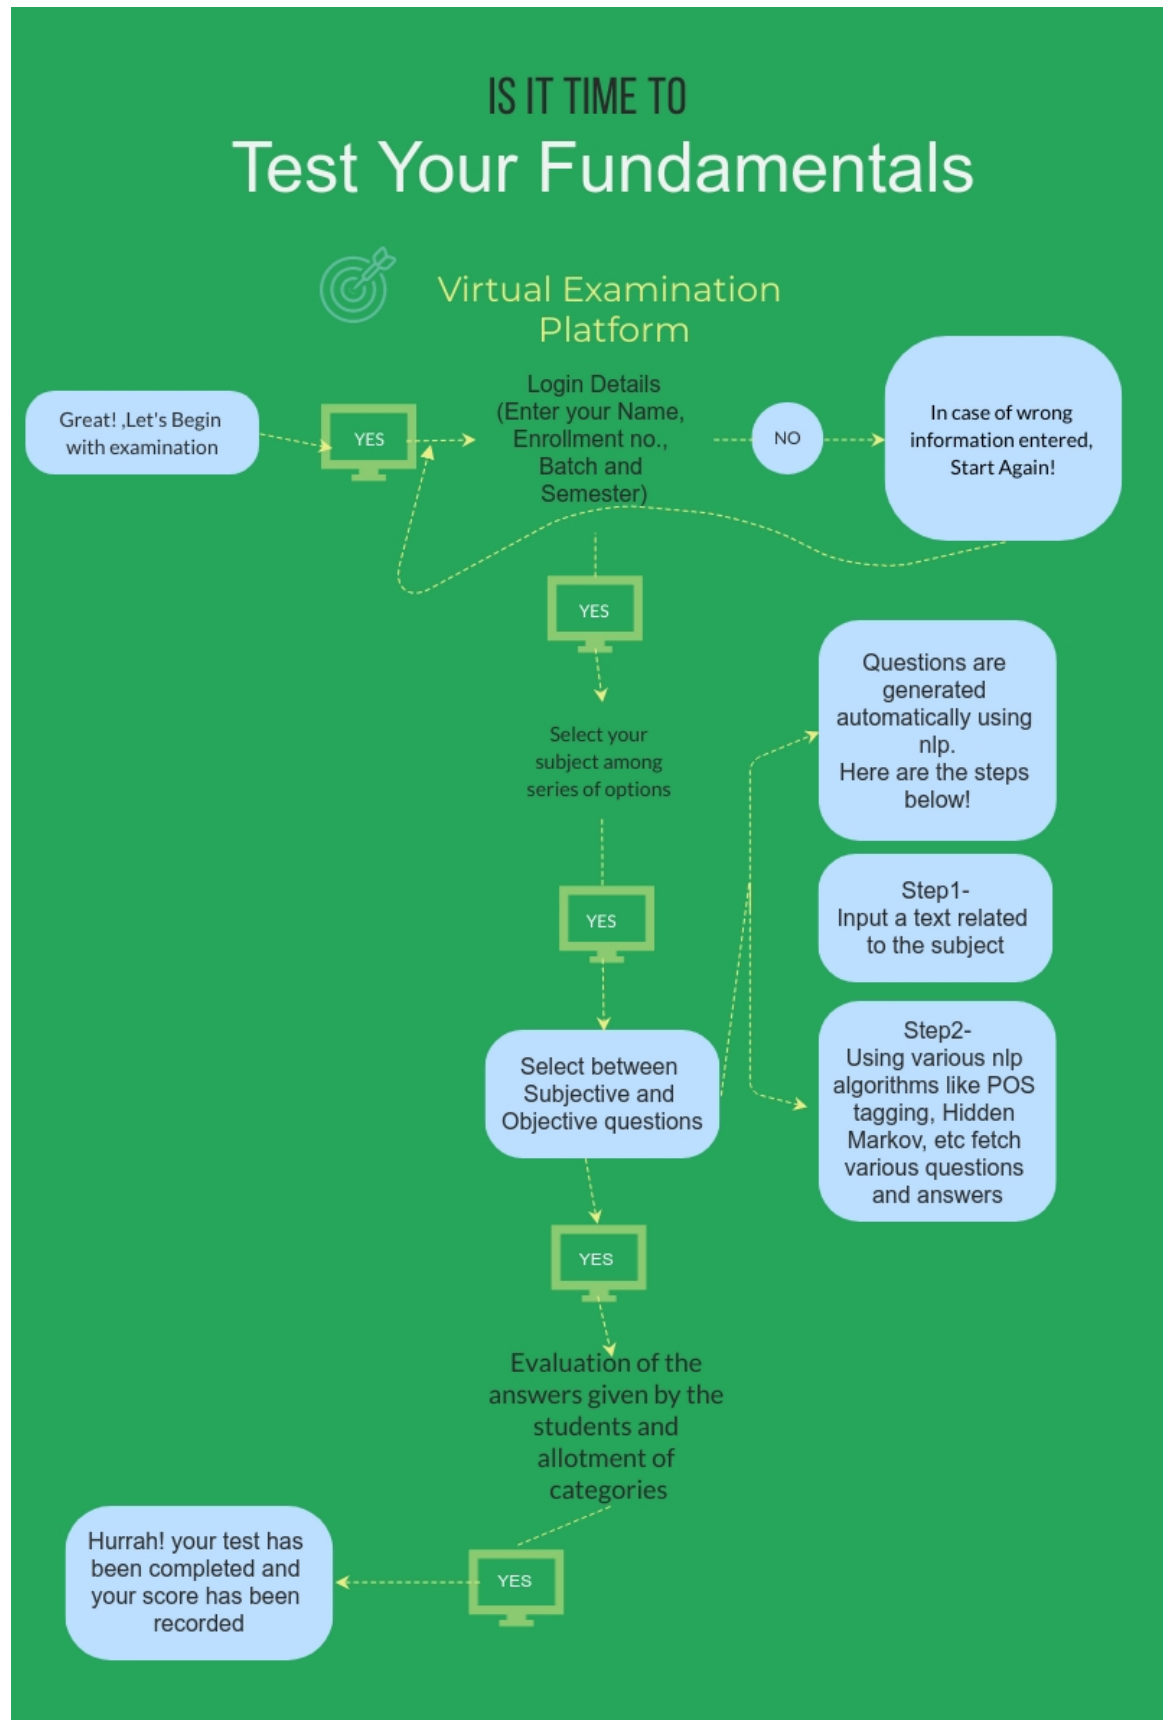 IS IT TIME TO
Test Your Fundamentals
Virtual Examination
Platform
Great! ,Let's Begin
with examination
YES
Login Details
(Enter your Name,
Enrollment no.,
Batch and
Semester)
NO
In case of wrong
information entered,
Start Again!
YES
Select your
subject among
series of options
YES
Select between
Subjective and
Objective questions
Questions are
generated
automatically using
nlp.
Here are the steps
below!
Step1-
Input a text related
to the subject
Step2-
Using various nlp
algorithms like POS
tagging, Hidden
Markov, etc fetch
various questions
and answers
YES
Evaluation of the
answers given by the
students and
allotment of
categories
YES
Hurrah! your test has
been completed and
your score has been
recorded